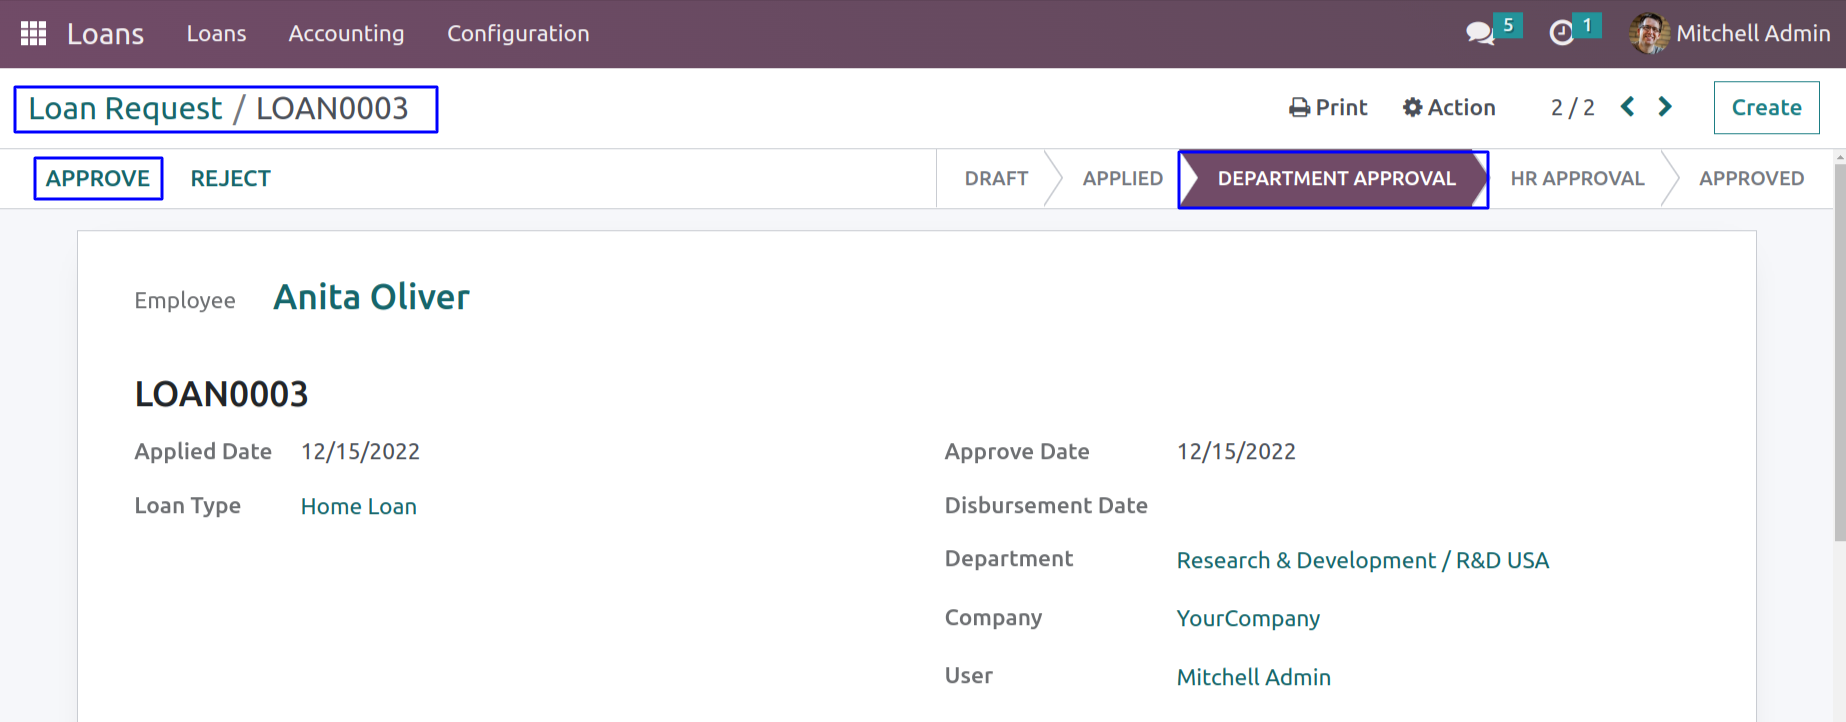 Loans Loans Accounting Configuration 5 1 Mitchell Admin
Loan Request / LOAN0003 Print Action 2 / 2 Create
APPROVE REJECT DRAFT APPLIED DEPARTMENT APPROVAL HR APPROVAL APPROVED
Employee Anita Oliver
LOAN0003
Applied Date 12/15/2022 Approve Date 12/15/2022
Loan Type Home Loan Disbursement Date
Department Research & Development / R&D USA
Company YourCompany
User Mitchell Admin